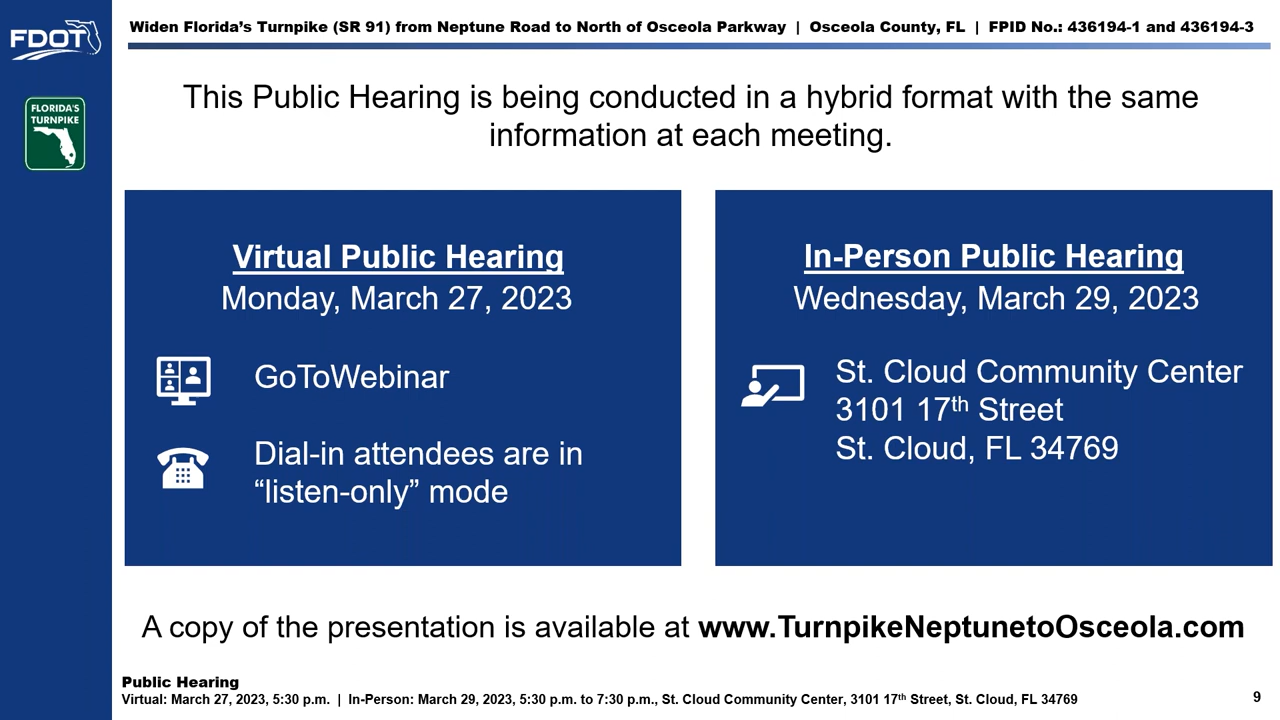 FDOT
Widen Florida’s Turnpike (SR 91) from Neptune Road to North of Osceola Parkway | Osceola County, FL | FPID No.: 436194-1 and 436194-3
FLORIDA'S
TURNPIKE
This Public Hearing is being conducted in a hybrid format with the same
information at each meeting.
Virtual Public Hearing
Monday, March 27, 2023
GoToWebinar
Dial-in attendees are in
“listen-only” mode
In-Person Public Hearing
Wednesday, March 29, 2023
St. Cloud Community Center
3101 17th Street
St. Cloud, FL 34769
A copy of the presentation is available at www.TurnpikeNeptunetoOsceola.com
Public Hearing
Virtual: March 27, 2023, 5:30 p.m. | In-Person: March 29, 2023, 5:30 p.m. to 7:30 p.m., St. Cloud Community Center, 3101 17th Street, St. Cloud, FL 34769
9